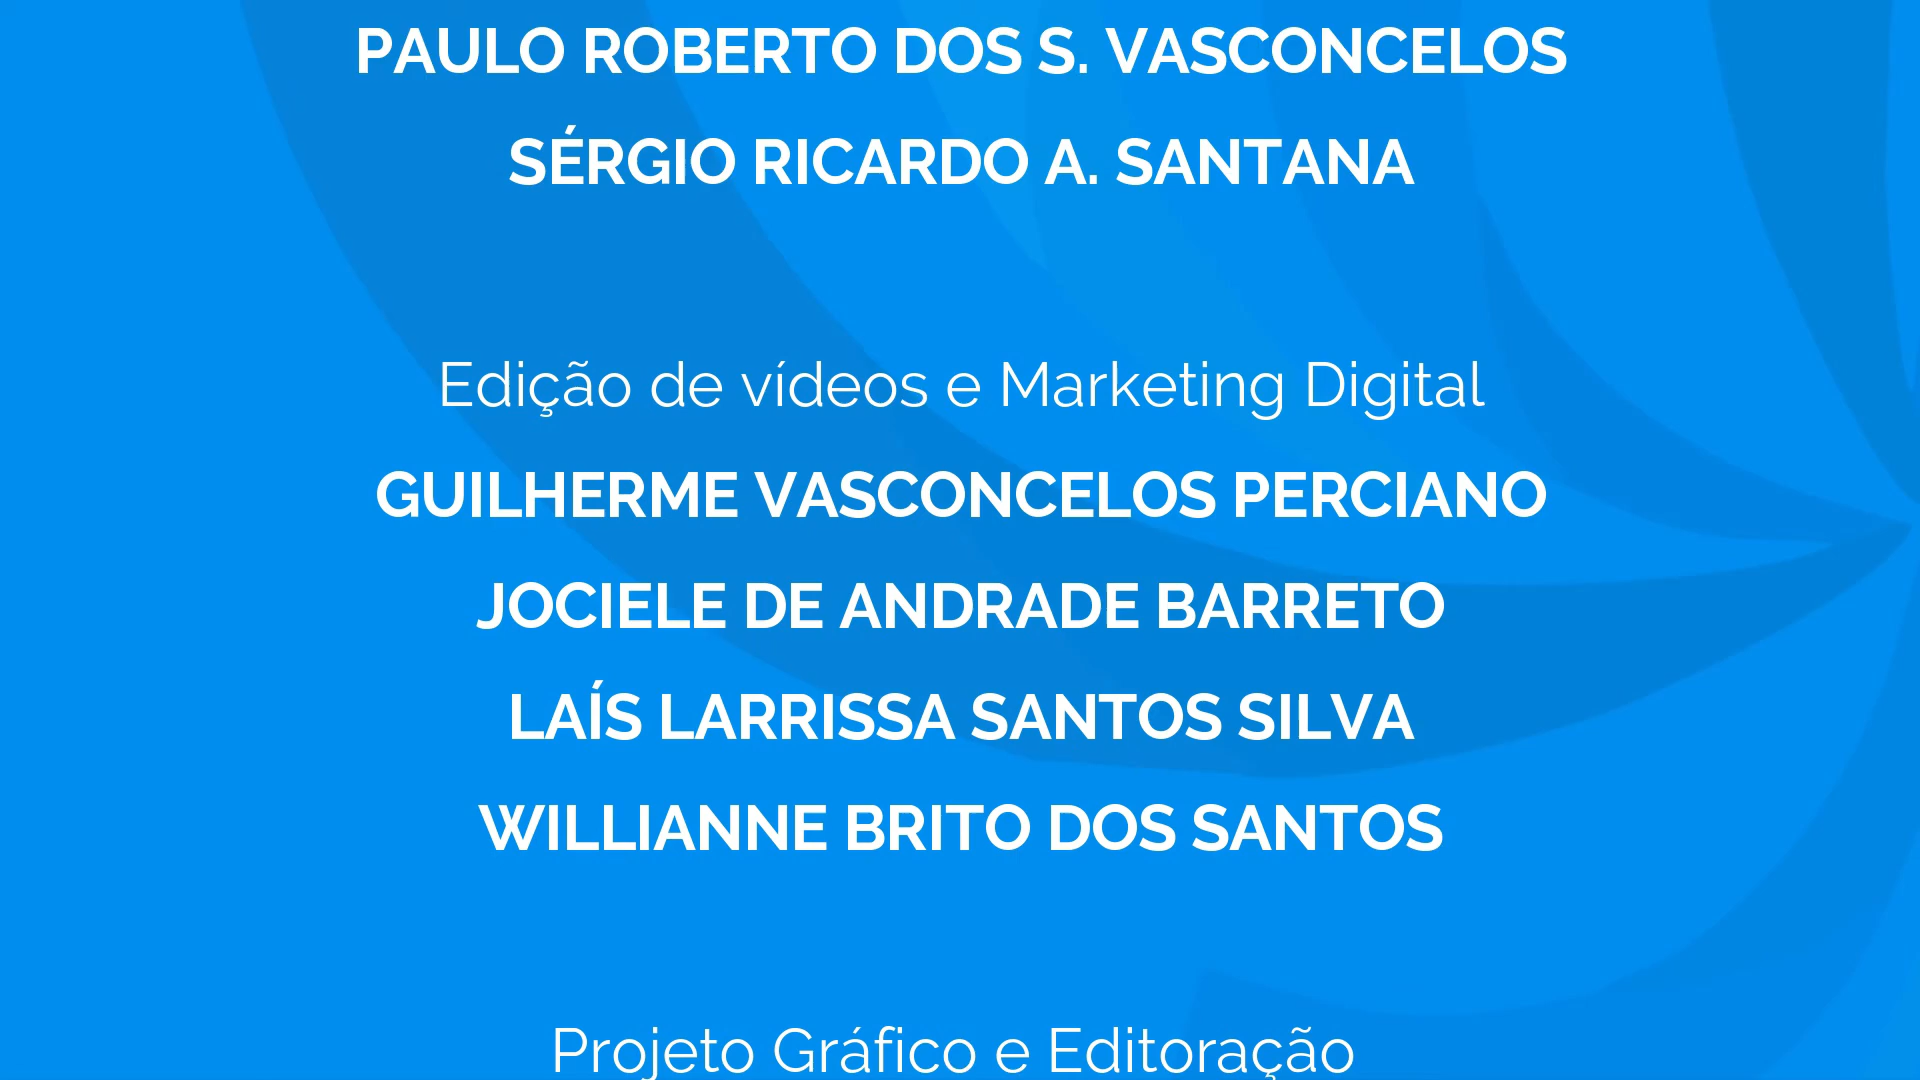 PAULO ROBERTO DOS S. VASCONCELOS
SÉRGIO RICARDO A. SANTANA
Edição de vídeos e Marketing Digital
GUILHERME VASCONCELOS PERCIANO
JOCIELE DE ANDRADE BARRETO
LAÍS LARRISSA SANTOS SILVA
WILLIANNE BRITO DOS SANTOS
Projeto Gráfico e Editoração